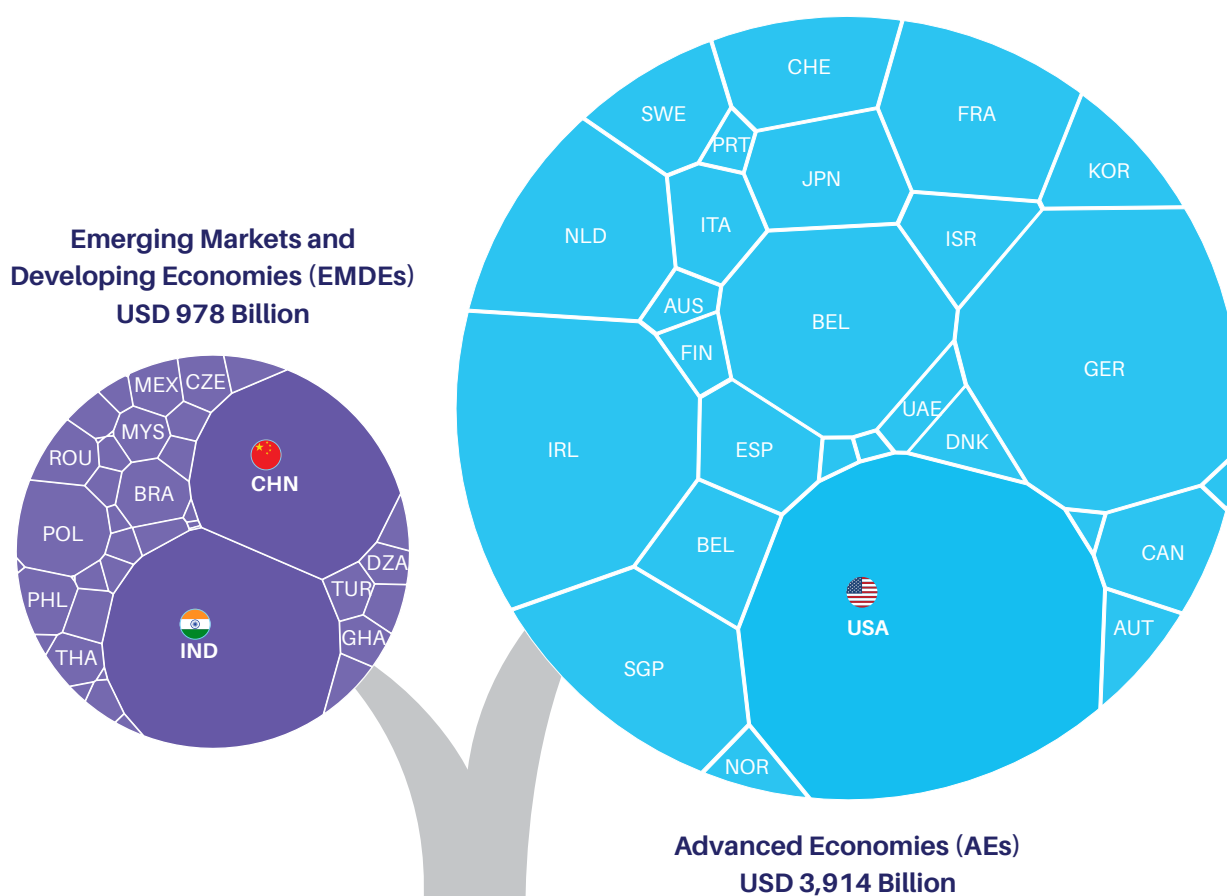 Emerging Markets and
Developing Economies (EMDEs)
USD 978 Billion
MEX
CZE
MYS
ROU
CHN
BRA
POL
DZA
TUR
PHL
IND
GHA
THA
CHE
SWE
FRA
PRT
KOR
JPN
NLD
ITA
ISR
AUS
BEL
FIN
GER
UAE
IRL
ESP
DNK
BEL
CAN
USA
AUT
SGP
NOR
Advanced Economies (AEs)
USD 3,914 Billion